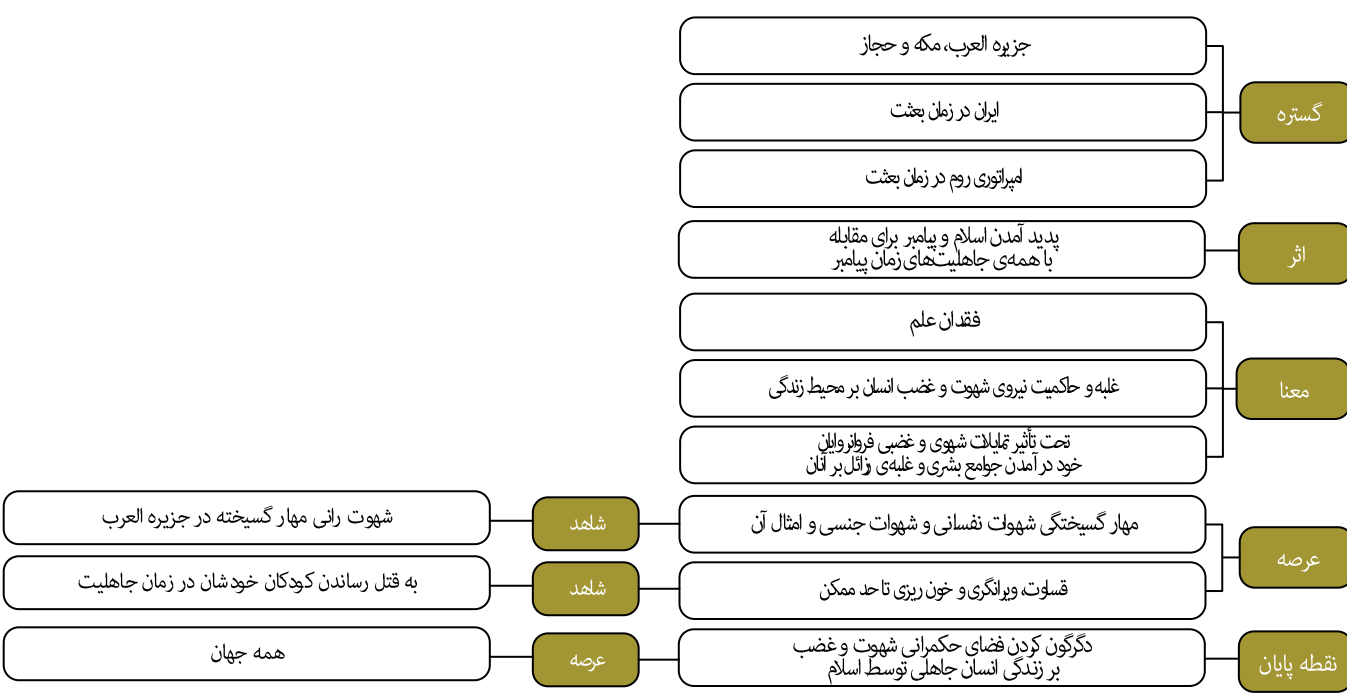 گستره
جزیره العرب، مکه و حجاز
ایران در زمان بعثت
امپراتوری روم در زمان بعثت
اثر
پدید آمدن اسلام و پیامبر برای مقابله
با همه‌ی جاهلیت‌های زمان پیامبر
معنا
فقدان علم
غلبه و حاکمیت نیروی شهوت و غضب انسان بر محیط زندگی
تحت تأثیر تمایلات شهوی و غضبی فروانروایان
خود در آمدن جوامع بشری و غلبه‌ی رزائل بر آنان
عرصه
مهار گسیختگی شهوات نفسانی و شهوات جنسی و امثال آن
شاهد
شهوت رانی مهار گسیخته در جزیره العرب
قساوت، ویرانگری و خون ریزی تا حد ممکن
شاهد
به قتل رساندن کودکان خودشان در زمان جاهلیت
نقطه پایان
دگرگون کردن فضای حکمرانی شهوت و غضب
بر زندگی انسان جاهلی توسط اسلام
عرصه
همه جهان